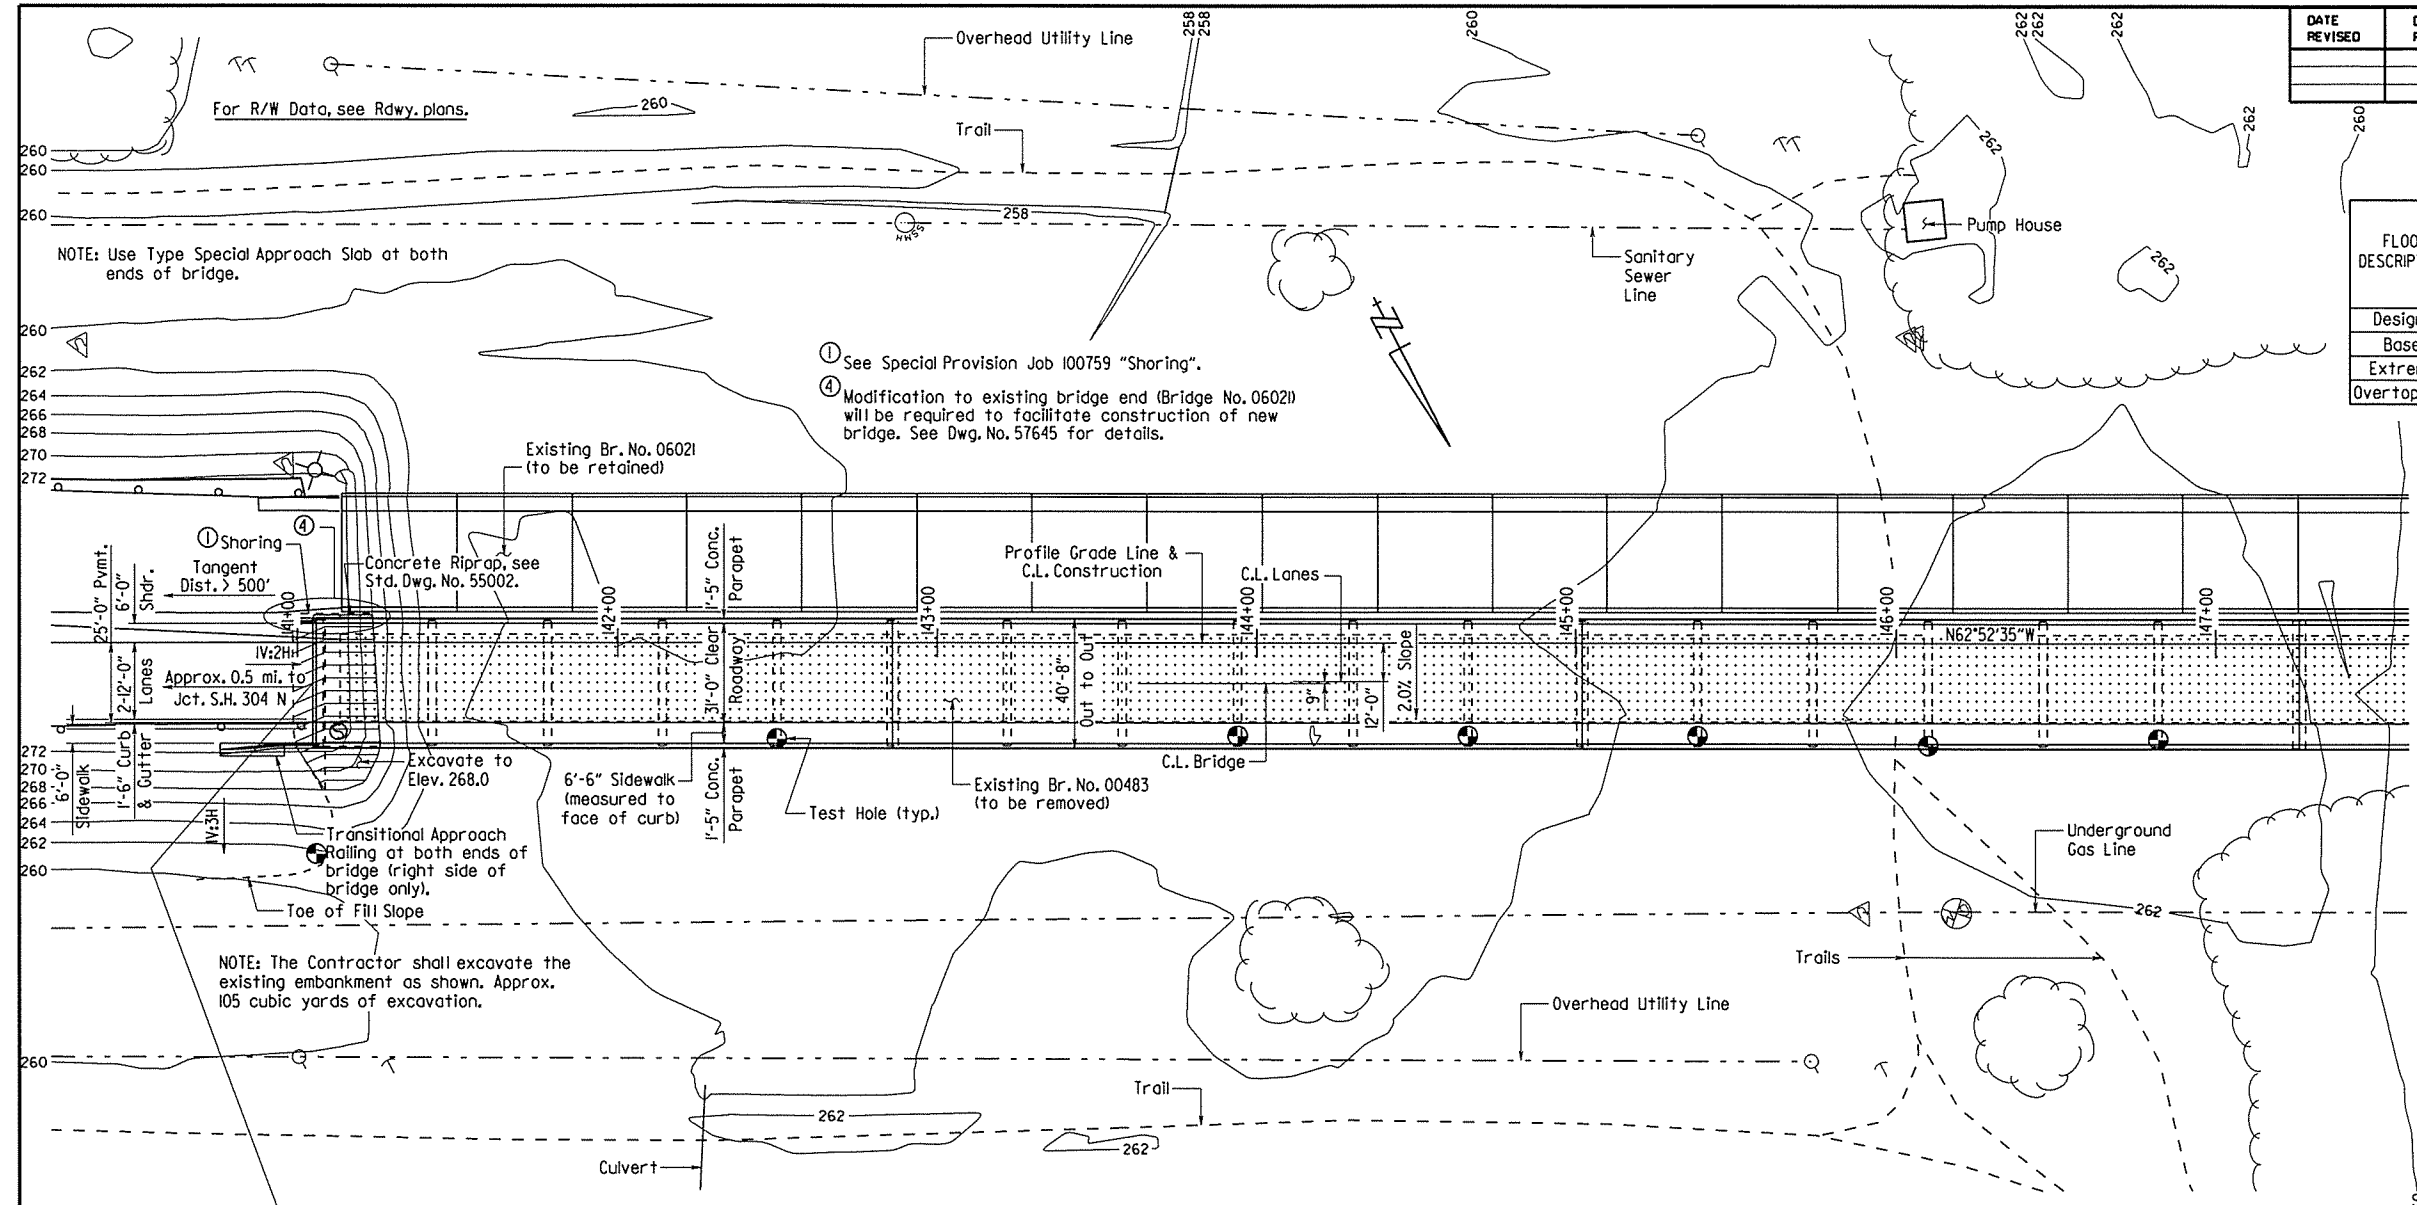 258
258
260
262
262
262
DATE
REVISED
Overhead Utility Line
For R/W Data, see Rdwy. plans.
260
Trail
262
262
260
260
260
260
258
SSMH
Pump House
NOTE: Use Type Special Approach Slab at both
ends of bridge.
Sanitary
Sewer
Line
262
260
① See Special Provision Job 100759 "Shoring".
④ Modification to existing bridge end (Bridge No. 06021)
will be required to facilitate construction of new
bridge. See Dwg. No. 57645 for details.
262
264
266
268
270
272
Existing Br. No. 06021
(to be retained)
④
① Shoring
Tangent
Dist. > 500'
Concrete Riprap, see
Std. Dwg. No. 55002.
25'-0" Pvmt.
6'-0"
Shdr.
1'-5" Conc.
Parapet
Profile Grade Line &
C.L. Construction
C.L. Lanes
141+00
142+00
143+00
144+00
145+00
146+00
147+00
N62°52'35"W
1V:2H
Approx. 0.5 mi. to
Jct. S.H. 304 N
2-12'-0"
Lanes
31'-0" Clear
Roadway
40'-8"
Out to Out
9"
12'-0"
2.0% Slope
C.L. Bridge
272
270
268
266
264
262
260
6'-0"
Sidewalk
1'-6" Curb
& Gutter
1V:3H
Excavate to
Elev. 268.0
6'-6" Sidewalk
(measured to
face of curb)
1'-5" Conc.
Parapet
Test Hole (typ.)
Existing Br. No. 00483
(to be removed)
Transitional Approach
Railing at both ends of
bridge (right side of
bridge only).
Toe of Fill Slope
Underground
Gas Line
262
NOTE: The Contractor shall excavate the
existing embankment as shown. Approx.
105 cubic yards of excavation.
Trails
Overhead Utility Line
260
Trail
262
262
Culvert